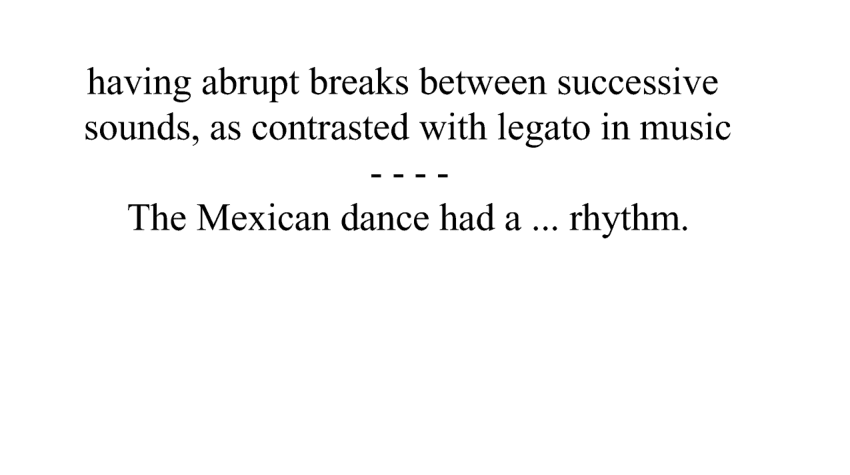 having abrupt breaks between successive
sounds, as contrasted with legato in music
- - - -
The Mexican dance had a ... rhythm.